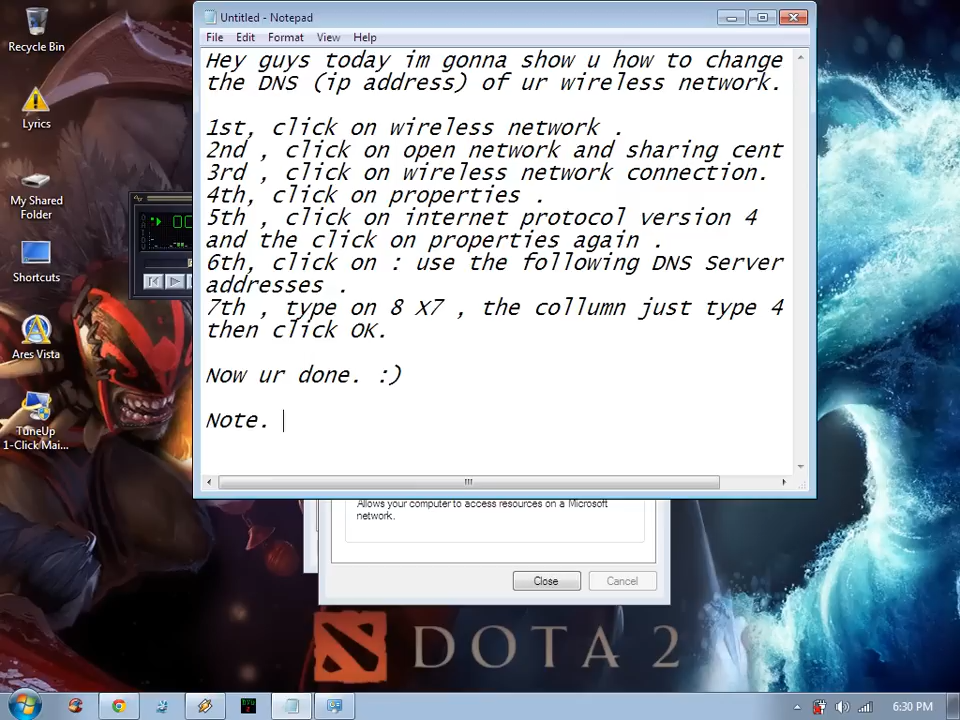 Recycle Bin
Lyrics
My Shared
Folder
Shortcuts
Ares Vista
TuneUp
1-Click Mai...
Untitled - Notepad
File Edit Format View Help
Hey guys today im gonna show u how to change
the DNS (ip address) of ur wireless network.
1st, click on wireless network .
2nd , click on open network and sharing cent
3rd , click on wireless network connection.
4th, click on properties .
5th , click on internet protocol version 4
and the click on properties again .
6th, click on : use the following DNS Server
addresses .
7th , type on 8 X7 , the collumn just type 4
then click OK.
Now ur done. :)
Note.
Allows your computer to access resources on a Microsoft
network.
Close Cancel
DOTA 2
6:30 PM